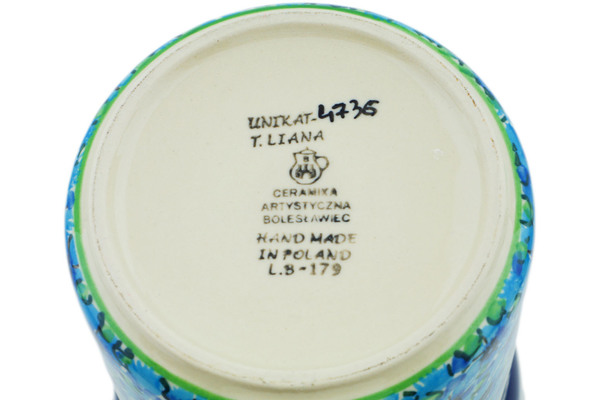 UNIKAT-4736
T. LIANA
CERAMIKA
ARTYSTYCZNA
BOLESŁAWIEC
HAND MADE
IN POLAND
L.B-179